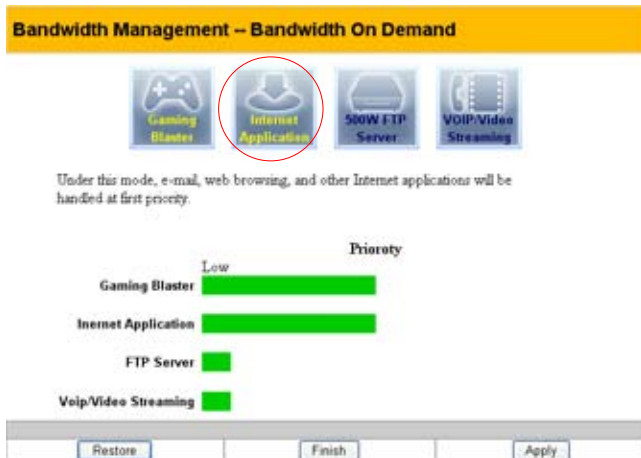 Bandwidth Management -- Bandwidth On Demand
Gaming
Blaster
Internet
Application
500W FTP
Server
VOIP/Video
Streaming
Under this mode, e-mail, web browsing, and other Internet applications will be
handled at first priority.
Prioroty
Low
Gaming Blaster
Inernet Application
FTP Server
Voip/Video Streaming
Restore
Finish
Apply